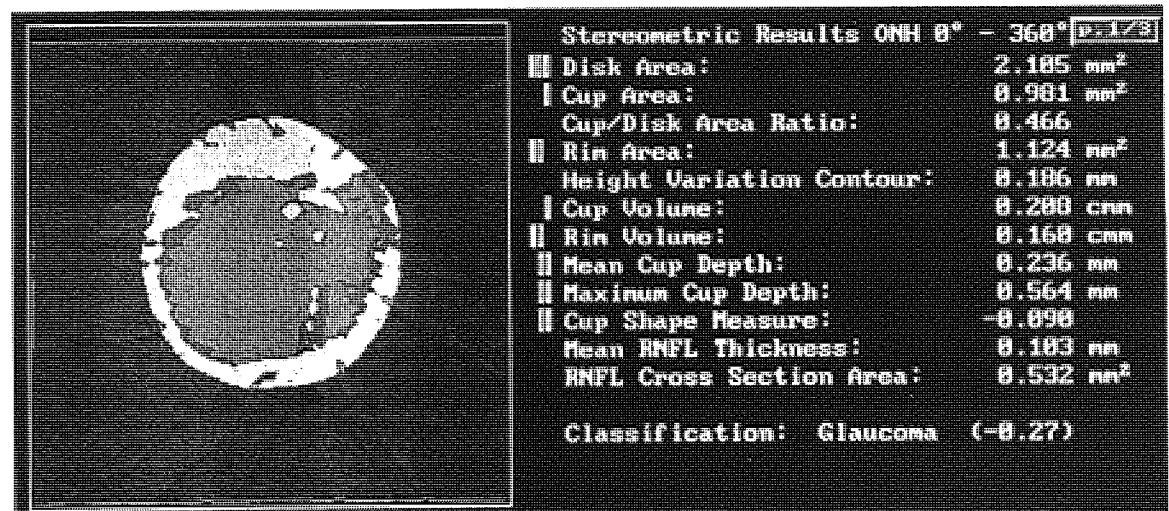 Stereometric Results ONH 0° - 360° p.1/3
Disk Area: 2.105 mm²
Cup Area: 0.981 mm²
Cup/Disk Area Ratio: 0.466
Rim Area: 1.124 mm²
Height Variation Contour: 0.186 mm
Cup Volume: 0.200 cmm
Rim Volume: 0.160 cmm
Mean Cup Depth: 0.236 mm
Maximum Cup Depth: 0.564 mm
Cup Shape Measure: -0.090
Mean RNFL Thickness: 0.103 mm
RNFL Cross Section Area: 0.532 mm²
Classification: Glaucoma (-0.27)